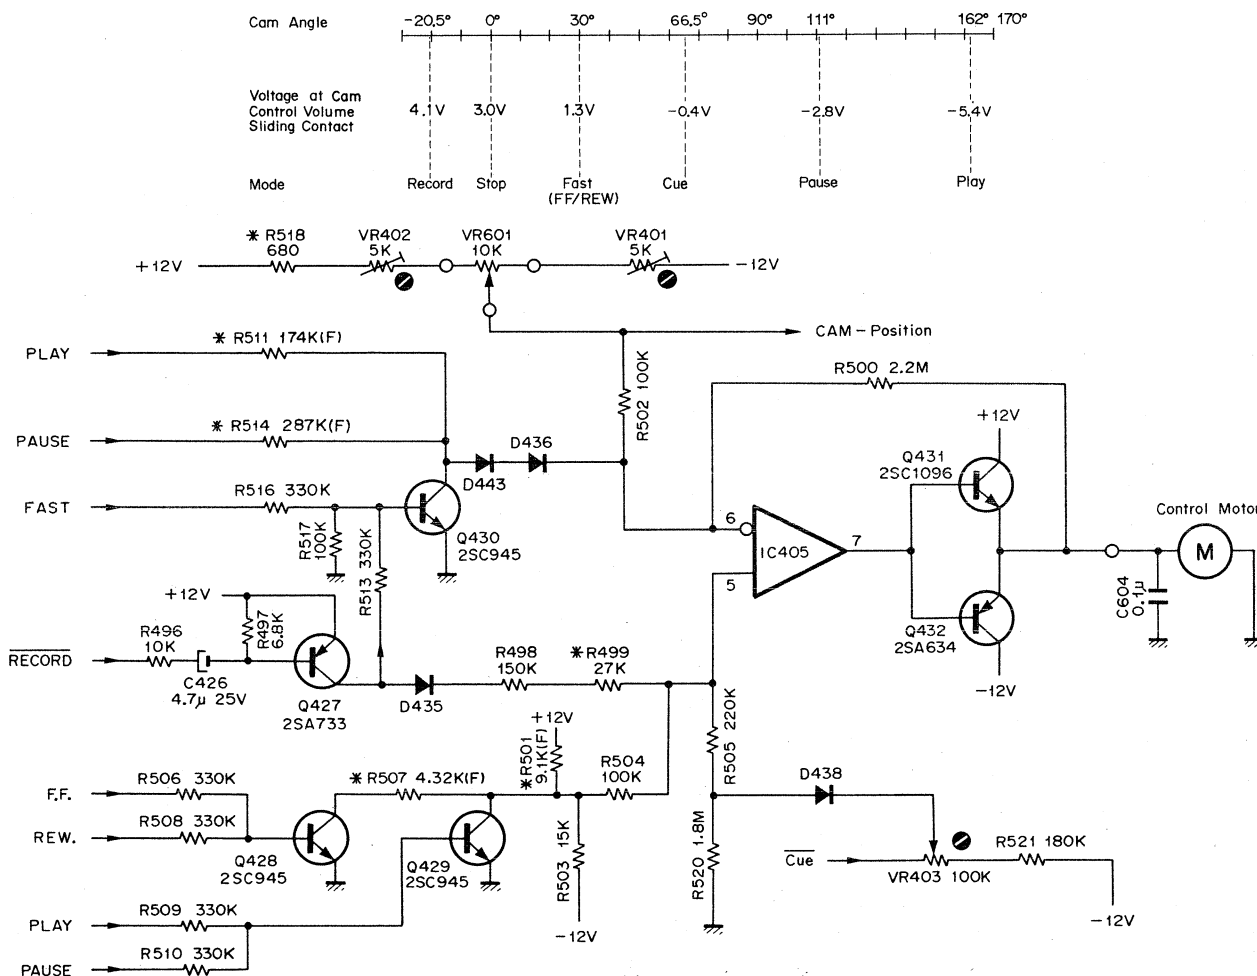 Cam Angle -20.5° 0° 30° 66.5° 90° 111° 162° 170°
Voltage at Cam
Control Volume 4.1V 3.0V 1.3V -0.4V -2.8V -5.4V
Sliding Contact
Mode Record Stop Fast Cue Pause Play
(FF/REW)
* R518 VR402 VR601 VR401
680 5K 10K 5K
+12V -12V
CAM-Position
PLAY * R511 174K(F)
R502 100K
R500 2.2M
PAUSE * R514 287K(F)
+12V
D436
D443
Q431
2SC1096
FAST R516 330K
Control Motor
R517
100K
R513 330K
Q430
2SC945
6
IC405
7
5
M
C604
0.1μ
+12V
R497
6.8K
R496
10K
RECORD
C426
4.7μ 25V
Q427
2SA733
D435
R498
150K
*R499
27K
Q432
2SA634
-12V
+12V
*R501
9.1K(F)
R504
100K
R505 220K
R506 330K
F.F.
* R507 4.32K(F)
D438
R508 330K
REW.
Q428
2SC945
Q429
2SC945
R503 15K
R520 1.8M
Cue
VR403 100K
R521 180K
R509 330K
PLAY
-12V
-12V
R510 330K
PAUSE